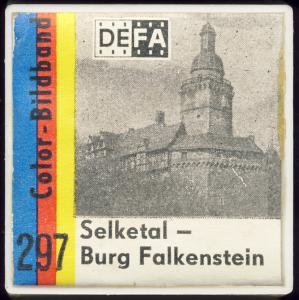 DEFA
Color-Bildband
297
Selketal –
Burg Falkenstein